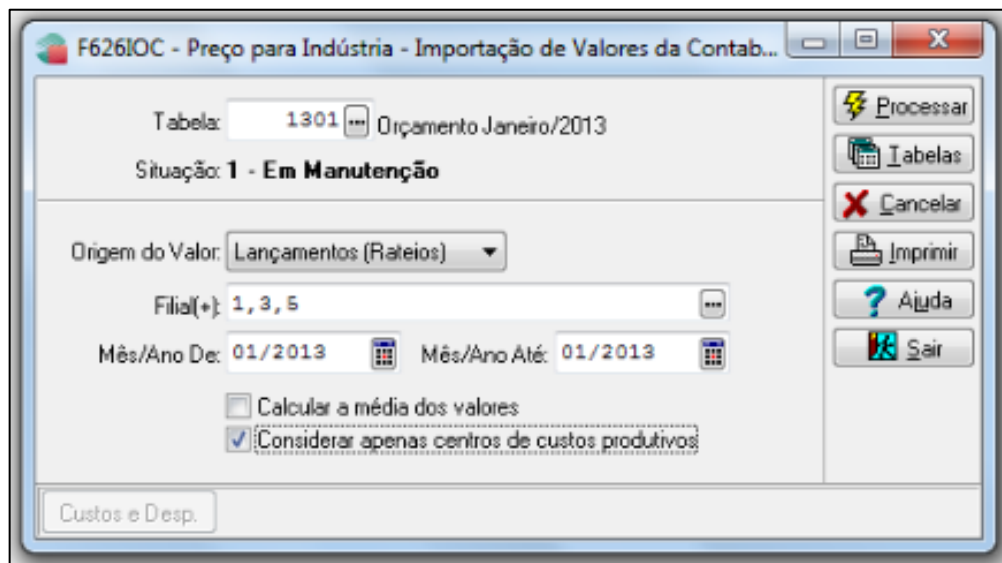 F626IOC - Preço para Indústria - Importação de Valores da Contab...
Tabela: 1301 Orçamento Janeiro/2013
Situação: 1 - Em Manutenção
Origem do Valor: Lançamentos (Rateios)
Filial(+): 1,3,5
Mês/Ano De: 01/2013 Mês/Ano Até: 01/2013
Calcular a média dos valores
Considerar apenas centros de custos produtivos
Custos e Desp.
Processar
Tabelas
Cancelar
Imprimir
Ajuda
Sair